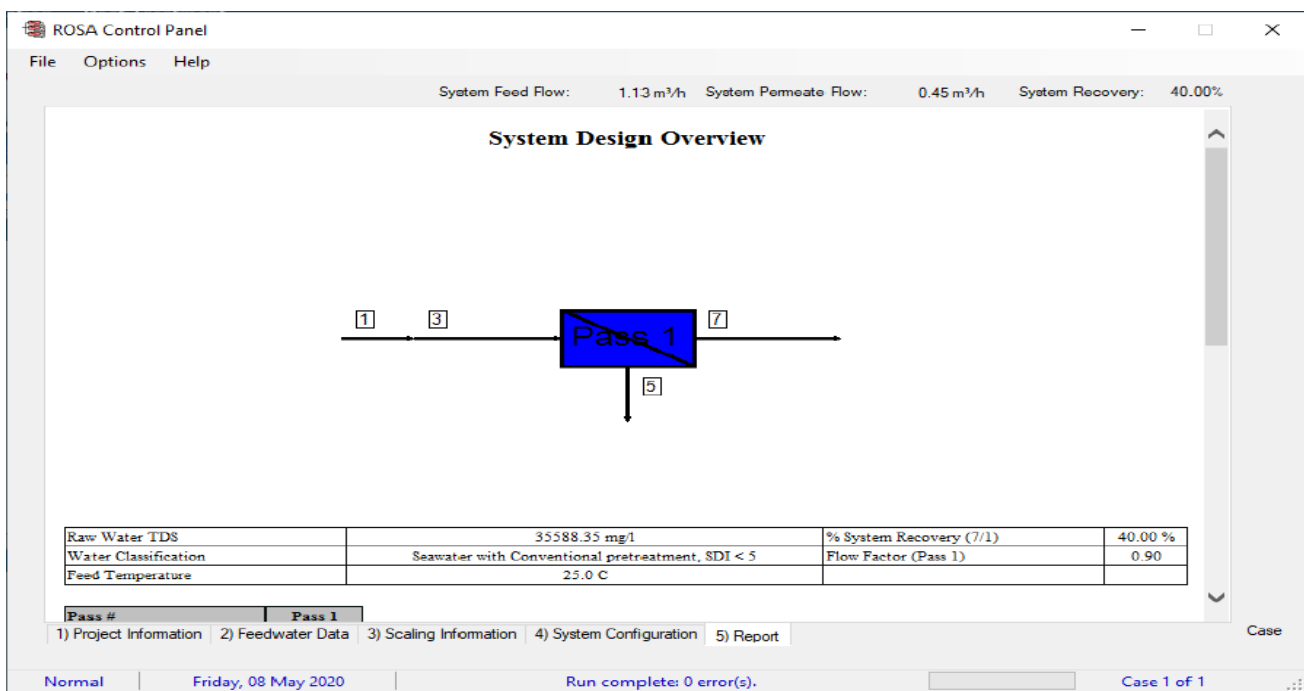 ROSA Control Panel
File Options Help
System Feed Flow: 1.13 m³/h System Permeate Flow: 0.45 m³/h System Recovery: 40.00%
System Design Overview
1 3 Pass 1 7
5
Raw Water TDS 35588.35 mg/l % System Recovery (7/1) 40.00 %
Water Classification Seawater with Conventional pretreatment, SDI < 5 Flow Factor (Pass 1) 0.90
Feed Temperature 25.0 C
Pass # Pass 1
1) Project Information 2) Feedwater Data 3) Scaling Information 4) System Configuration 5) Report Case
Normal Friday, 08 May 2020 Run complete: 0 error(s). Case 1 of 1